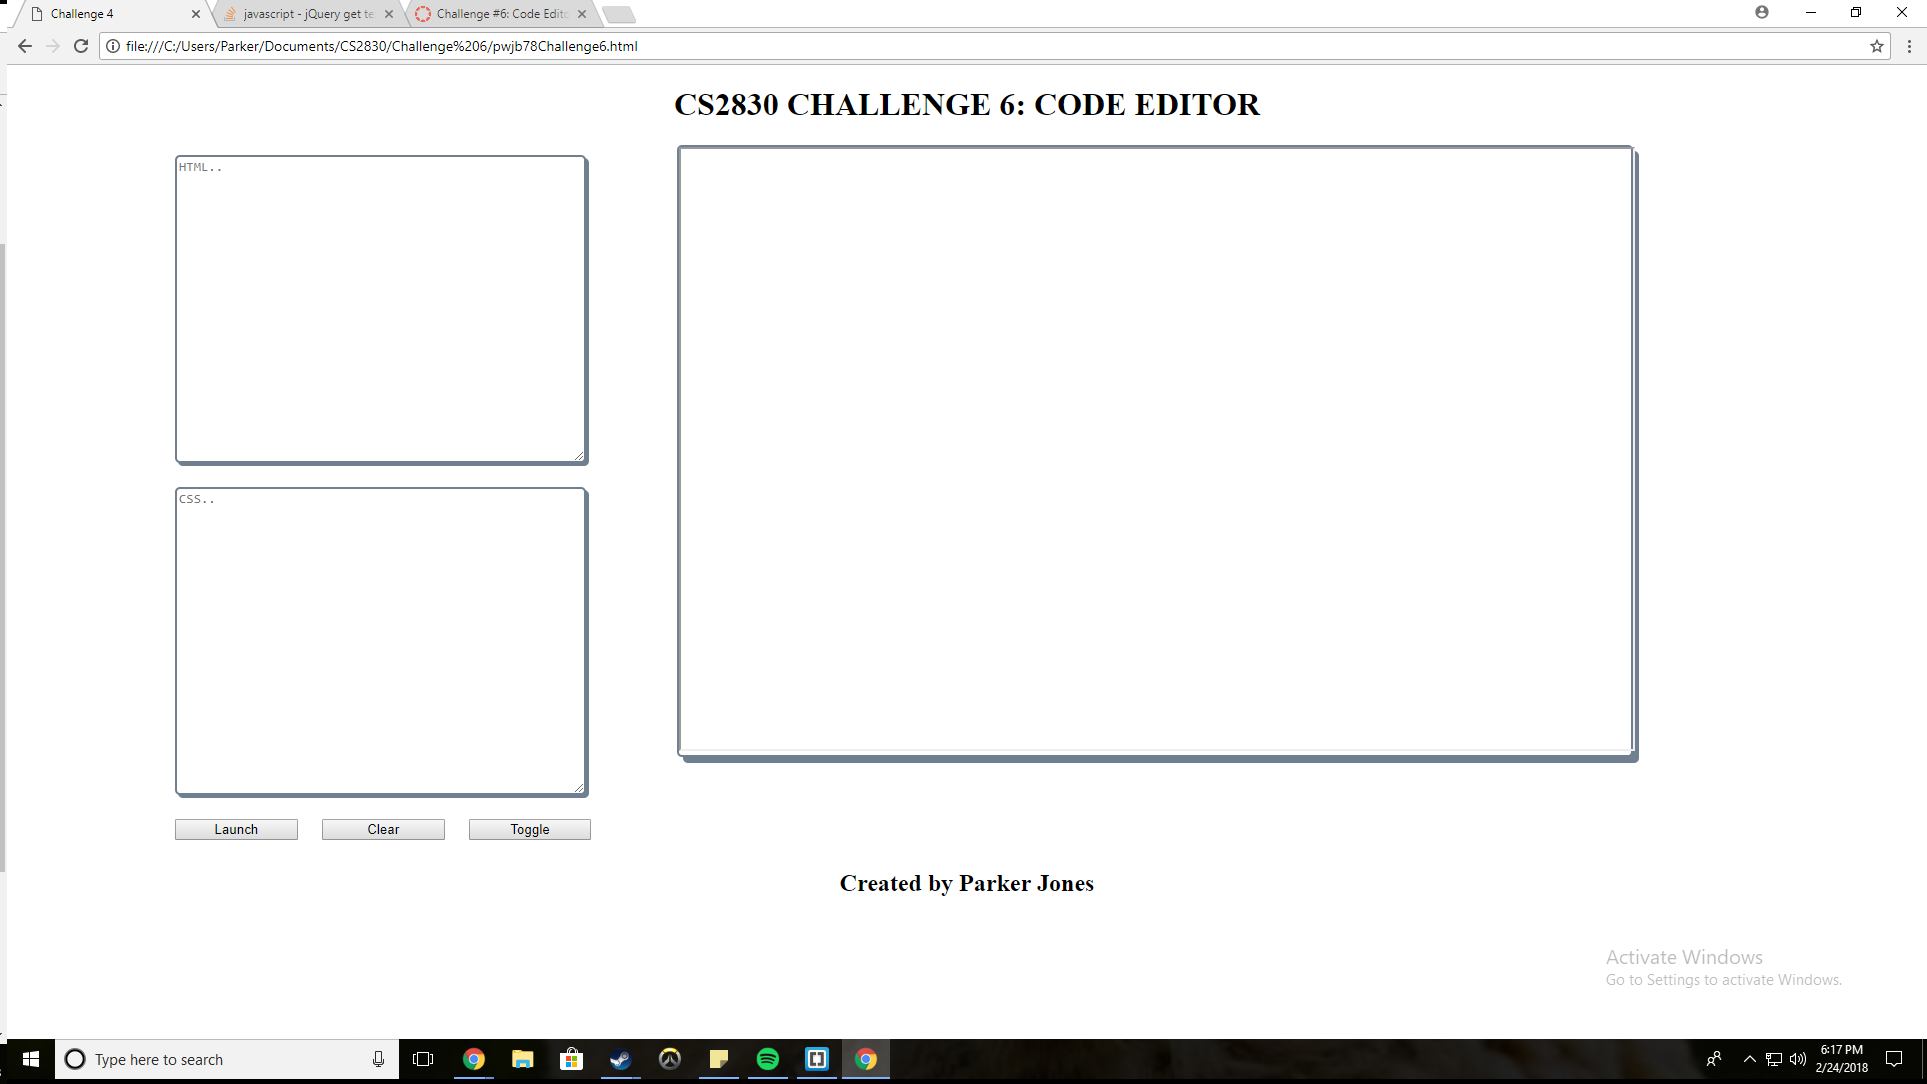 Challenge 4
javascript - jQuery get te
Challenge #6: Code Edito
file:///C:/Users/Parker/Documents/CS2830/Challenge%206/pwjb78Challenge6.html
CS2830 CHALLENGE 6: CODE EDITOR
HTML..
CSS..
Launch
Clear
Toggle
Created by Parker Jones
Activate Windows
Go to Settings to activate Windows.
Type here to search
6:17 PM
2/24/2018